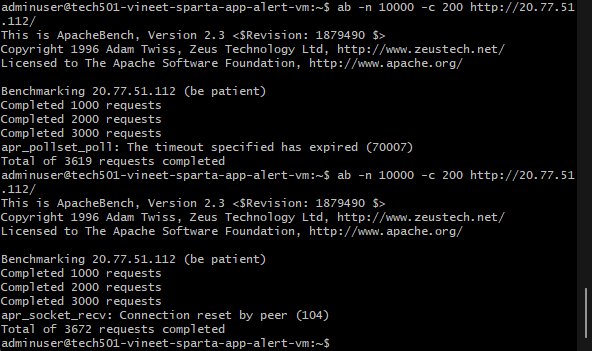 adminuser@tech501-vineet-sparta-app-alert-vm:~$ ab -n 10000 -c 200 http://20.77.51
.112/
This is ApacheBench, Version 2.3 <$Revision: 1879490 $>
Copyright 1996 Adam Twiss, Zeus Technology Ltd, http://www.zeustech.net/
Licensed to The Apache Software Foundation, http://www.apache.org/

Benchmarking 20.77.51.112 (be patient)
Completed 1000 requests
Completed 2000 requests
Completed 3000 requests
apr_pollset_poll: The timeout specified has expired (70007)
Total of 3619 requests completed
adminuser@tech501-vineet-sparta-app-alert-vm:~$ ab -n 10000 -c 200 http://20.77.51
.112/
This is ApacheBench, Version 2.3 <$Revision: 1879490 $>
Copyright 1996 Adam Twiss, Zeus Technology Ltd, http://www.zeustech.net/
Licensed to The Apache Software Foundation, http://www.apache.org/

Benchmarking 20.77.51.112 (be patient)
Completed 1000 requests
Completed 2000 requests
Completed 3000 requests
apr_socket_recv: Connection reset by peer (104)
Total of 3672 requests completed
adminuser@tech501-vineet-sparta-app-alert-vm:~$